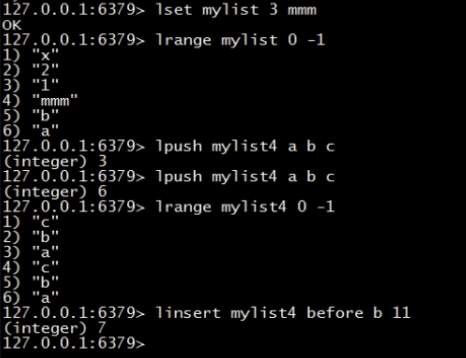 127.0.0.1:6379> lset mylist 3 mmm
OK
127.0.0.1:6379> lrange mylist 0 -1
1) "x"
2) "2"
3) "1"
4) "mmm"
5) "b"
6) "a"
127.0.0.1:6379> lpush mylist4 a b c
(integer) 3
127.0.0.1:6379> lpush mylist4 a b c
(integer) 6
127.0.0.1:6379> lrange mylist4 0 -1
1) "c"
2) "b"
3) "a"
4) "c"
5) "b"
6) "a"
127.0.0.1:6379> linsert mylist4 before b 11
(integer) 7
127.0.0.1:6379>